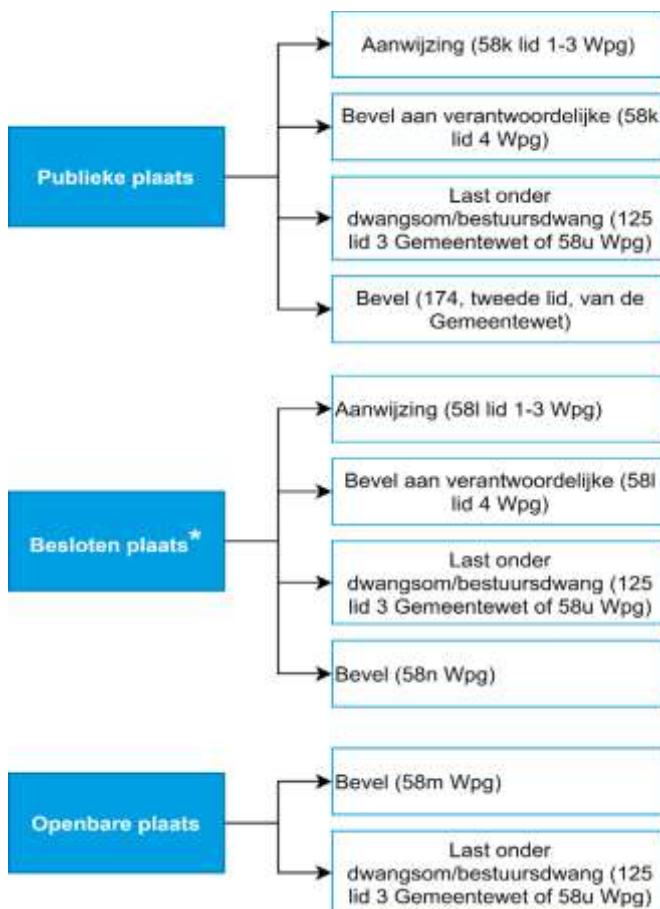 Publieke plaats
Aanwijzing (58k lid 1-3 Wpg)
Bevel aan verantwoordelijke (58k
lid 4 Wpg)
Last onder
dwangsom/bestuursdwang (125
lid 3 Gemeentewet of 58u Wpg)
Bevel (174, tweede lid, van de
Gemeentewet)
Besloten plaats*
Aanwijzing (58l lid 1-3 Wpg)
Bevel aan verantwoordelijke (58l
lid 4 Wpg)
Last onder
dwangsom/bestuursdwang (125
lid 3 Gemeentewet of 58u Wpg)
Bevel (58n Wpg)
Openbare plaats
Bevel (58m Wpg)
Last onder
dwangsom/bestuursdwang (125
lid 3 Gemeentewet of 58u Wpg)